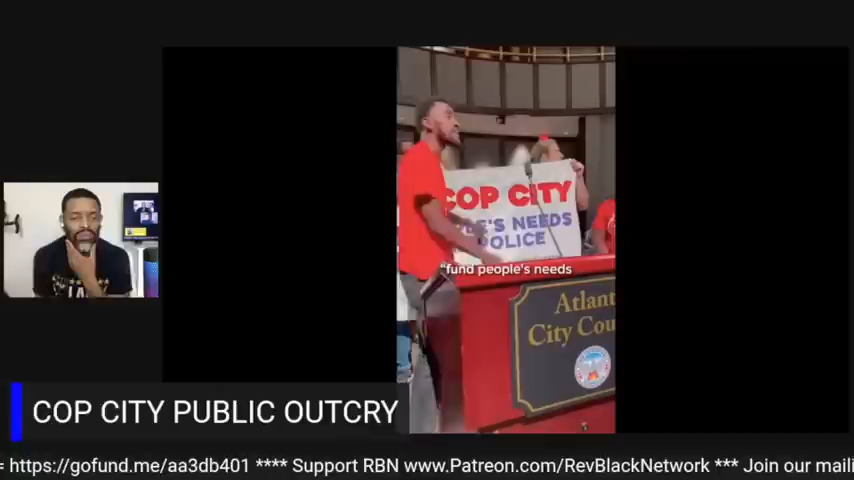 COP CITY
NEEDS
POLICE
"fund people's needs
Atlant
City Cou
COP CITY PUBLIC OUTCRY
https://gofund.me/aa3db401 **** Support RBN www.Patreon.com/RevBlackNetwork *** Join our maili